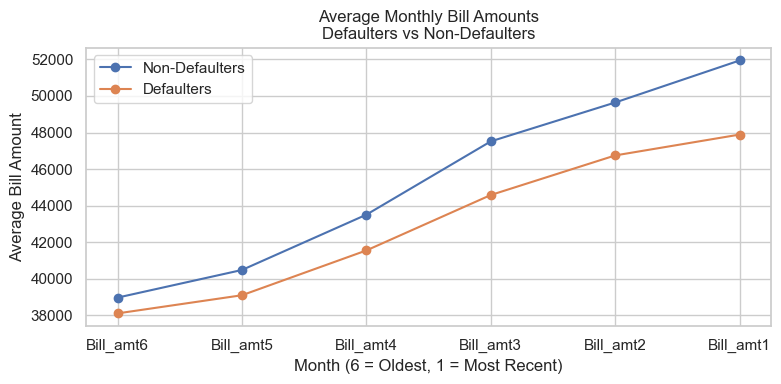 Average Monthly Bill Amounts
Defaulters vs Non-Defaulters
Non-Defaulters
Defaulters
Average Bill Amount
52000
50000
48000
46000
44000
42000
40000
38000
Bill_amt6 Bill_amt5 Bill_amt4 Bill_amt3 Bill_amt2 Bill_amt1
Month (6 = Oldest, 1 = Most Recent)